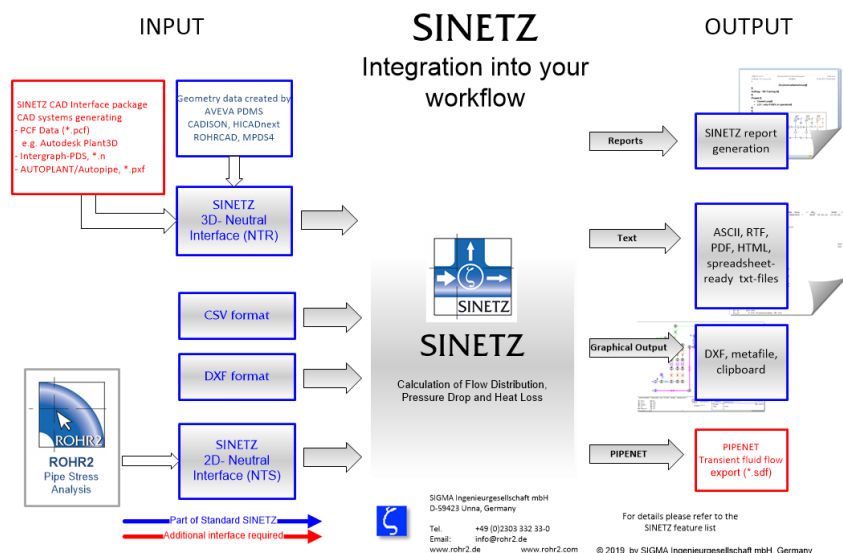 INPUT
SINETZ
Integration into your
workflow
OUTPUT
SINETZ CAD Interface package
CAD systems generating
- PCF Data (*.pcf)
e.g. Autodesk Plant3D
- Intergraph-PDS, *.n
- AUTOPLANT/Autopipe, *.pxf
Geometry data created by
AVEVA PDMS
CADISON, HICADnext
ROHRCAD, MPDS4
SINETZ
3D- Neutral
Interface (NTR)
CSV format
DXF format
ROHR2
ROHR2
Pipe Stress
Analysis
SINETZ
2D- Neutral
Interface (NTS)
Part of Standard SINETZ
Additional interface required
ζ
SINETZ
SINETZ
Calculation of Flow Distribution,
Pressure Drop and Heat Loss
Reports
SINETZ report
generation
Text
ASCII, RTF,
PDF, HTML,
spreadsheet-
ready txt-files
Graphical Output
DXF, metafile,
clipboard
PIPENET
PIPENET
Transient fluid flow
export (*.sdf)
ζ
SIGMA Ingenieurgesellschaft mbH
D-59423 Unna, Germany
Tel. +49 (0)2303 332 33-0
Email: info@rohr2.de
www.rohr2.de www.rohr2.com
For details please refer to the
SINETZ feature list
© 2019 by SIGMA Ingenieurgesellschaft mbH, Germany